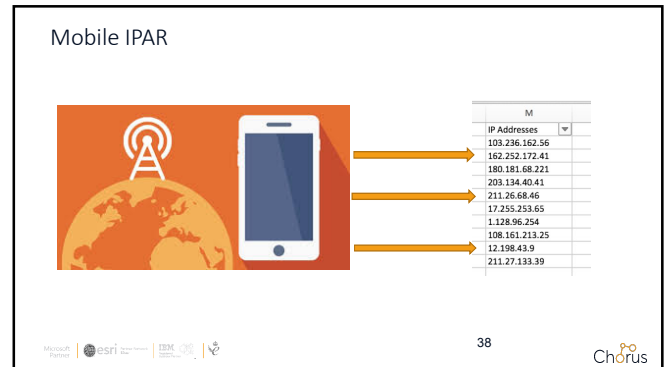 Mobile IPAR
M
IP Addresses
103.236.162.56
162.252.172.41
180.181.68.221
203.134.40.41
211.26.68.46
17.255.253.65
1.128.96.254
108.161.213.25
12.198.43.9
211.27.133.39
Microsoft
Partner
esri
IBM
38
Chorus